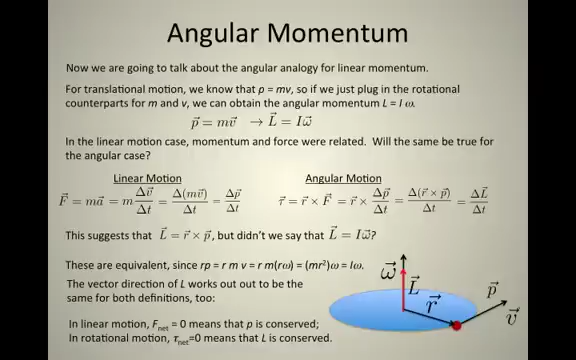 Angular Momentum
Now we are going to talk about the angular analogy for linear momentum.
For translational motion, we know that p = mv, so if we just plug in the rotational
counterparts for m and v, we can obtain the angular momentum L = I ω.
p⃗ = mv⃗ → L⃗ = Iω⃗
In the linear motion case, momentum and force were related. Will the same be true for
the angular case?
Linear Motion Angular Motion
F⃗ = ma⃗ = m Δv⃗/Δt = Δ(mv⃗)/Δt = Δp⃗/Δt τ⃗ = r⃗ × F⃗ = r⃗ × Δp⃗/Δt = Δ(r⃗ × p⃗)/Δt = ΔL⃗/Δt
This suggests that L⃗ = r⃗ × p⃗, but didn't we say that L⃗ = Iω⃗?
These are equivalent, since rp = r m v = r m(rω) = (mr²)ω = Iω.
The vector direction of L works out out to be the
same for both definitions, too:
In linear motion, Fnet = 0 means that p is conserved;
In rotational motion, τnet=0 means that L is conserved.
ω⃗
L⃗
r⃗
p⃗
v⃗